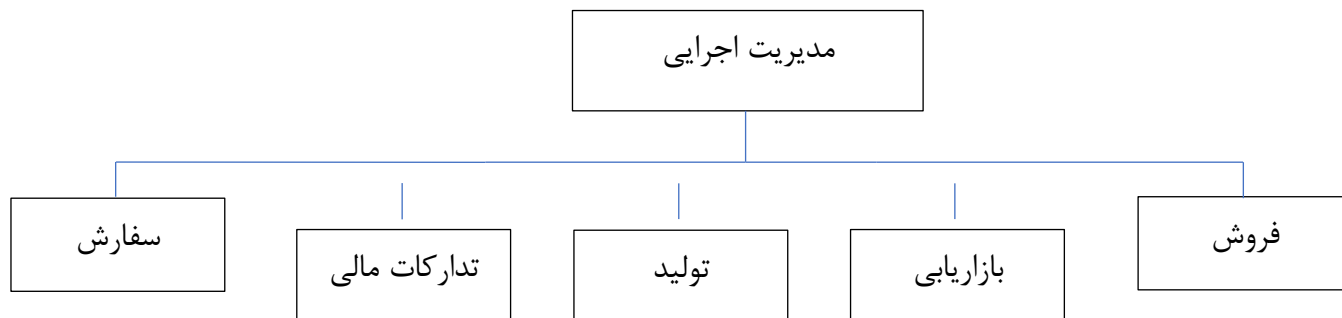 مدیریت اجرایی
فروش
بازاریابی
تولید
تدارکات مالی
سفارش